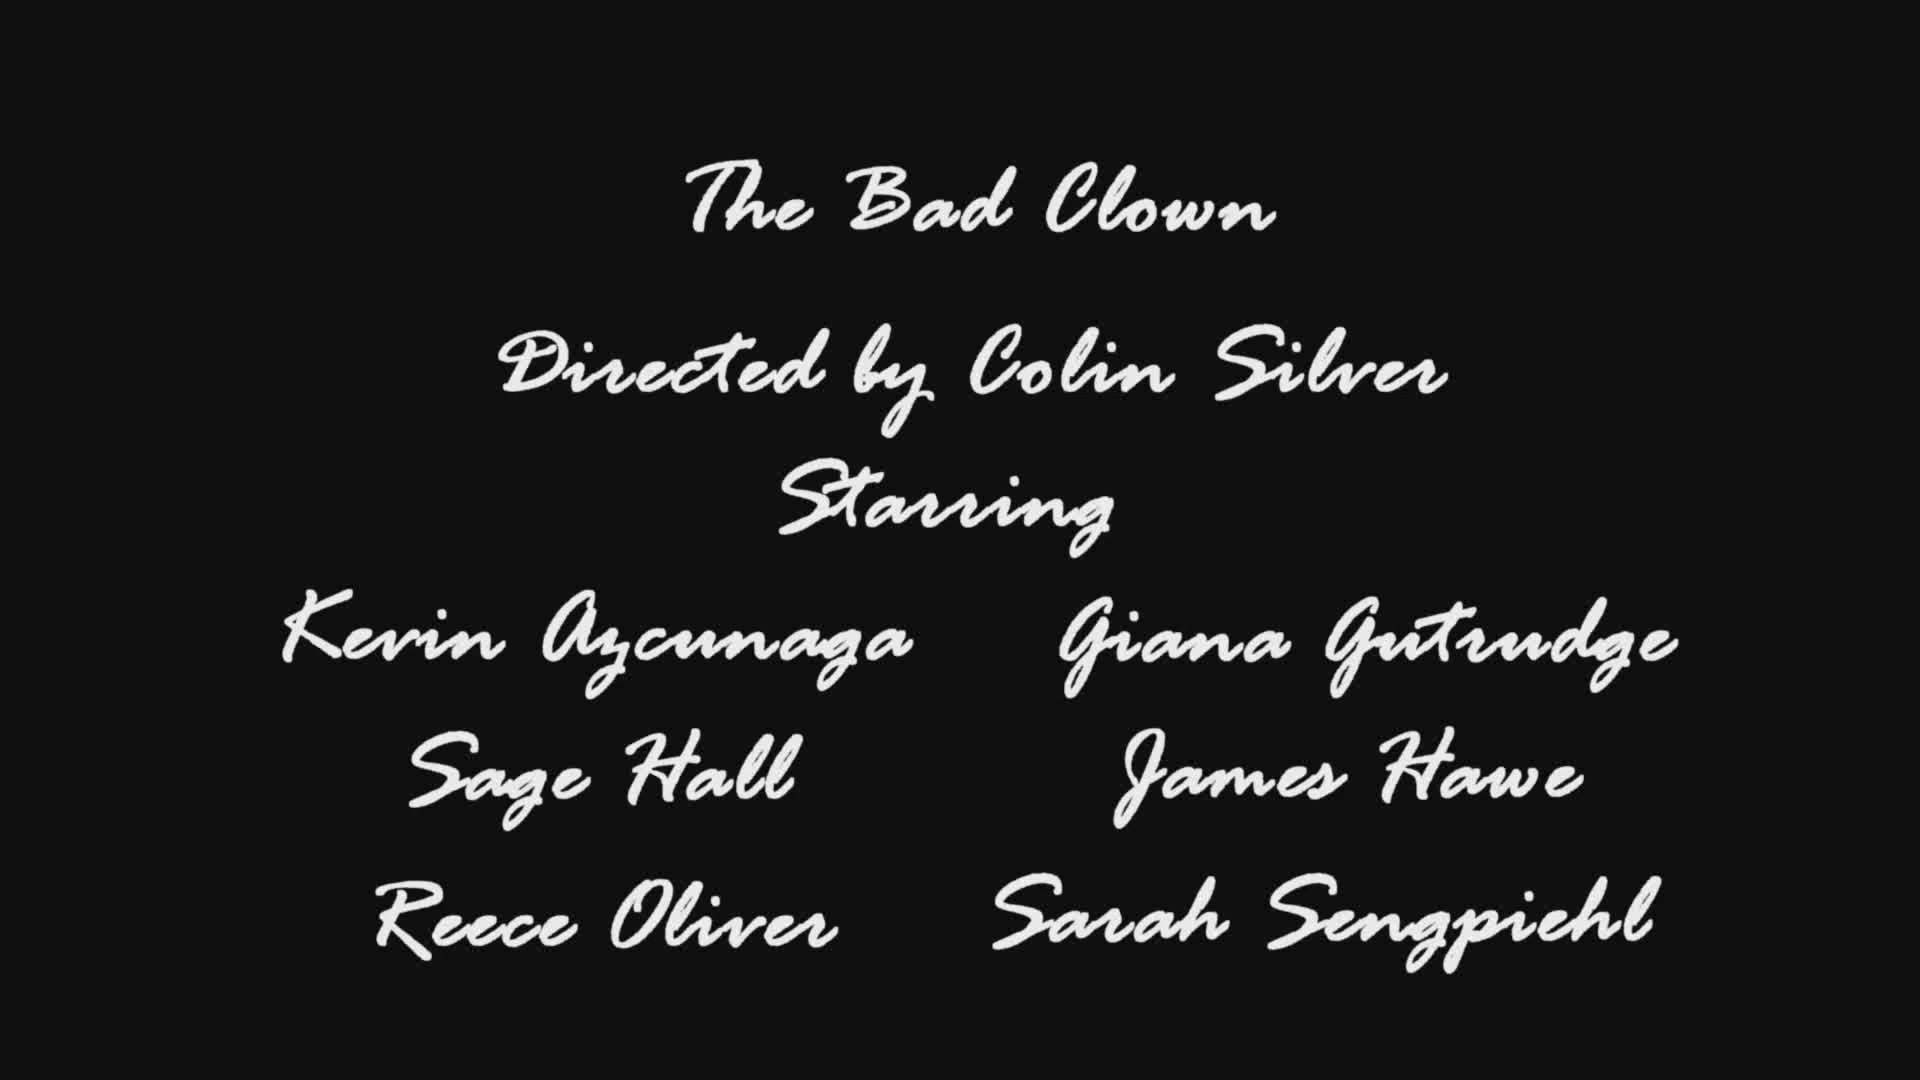 The Bad Clown
Directed by Colin Silver
Starring
Kevin Azcunaga Giana Gutrudge
Sage Hall James Hawe
Reece Oliver Sarah Sengpiehl